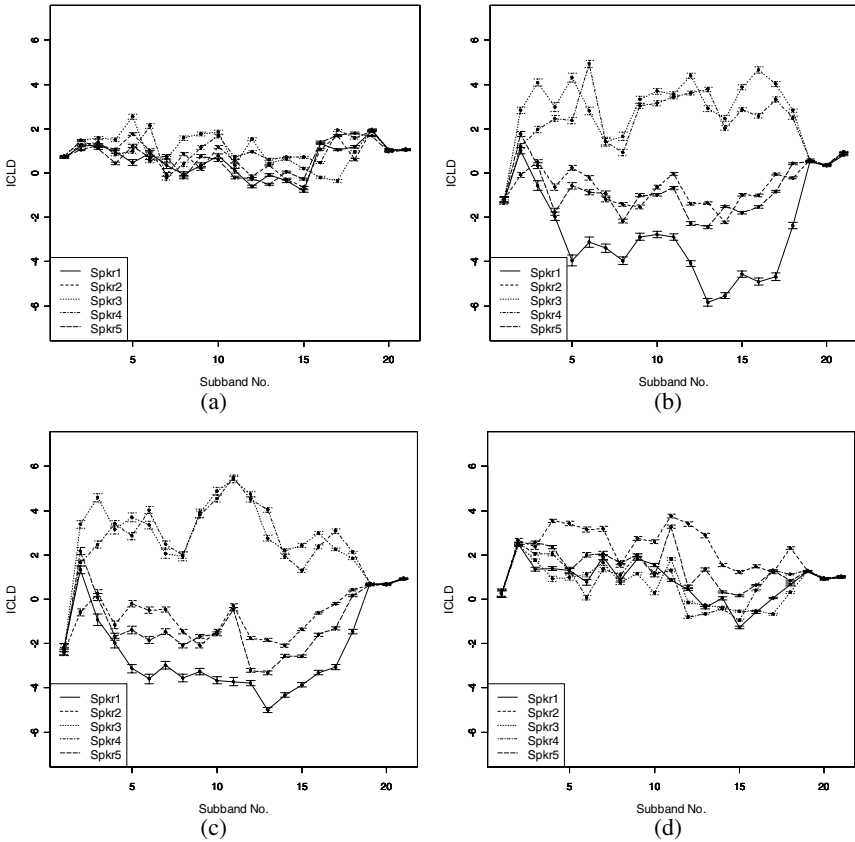 6
4
2
0
-2
-4
-6
ICLD
Spkr1
Spkr2
Spkr3
Spkr4
Spkr5
5
10
15
20
Subband No.
(a)
6
4
2
0
-2
-4
-6
ICLD
Spkr1
Spkr2
Spkr3
Spkr4
Spkr5
5
10
15
20
Subband No.
(b)
6
4
2
0
-2
-4
-6
ICLD
Spkr1
Spkr2
Spkr3
Spkr4
Spkr5
5
10
15
20
Subband No.
(c)
6
4
2
0
-2
-4
-6
ICLD
Spkr1
Spkr2
Spkr3
Spkr4
Spkr5
5
10
15
20
Subband No.
(d)